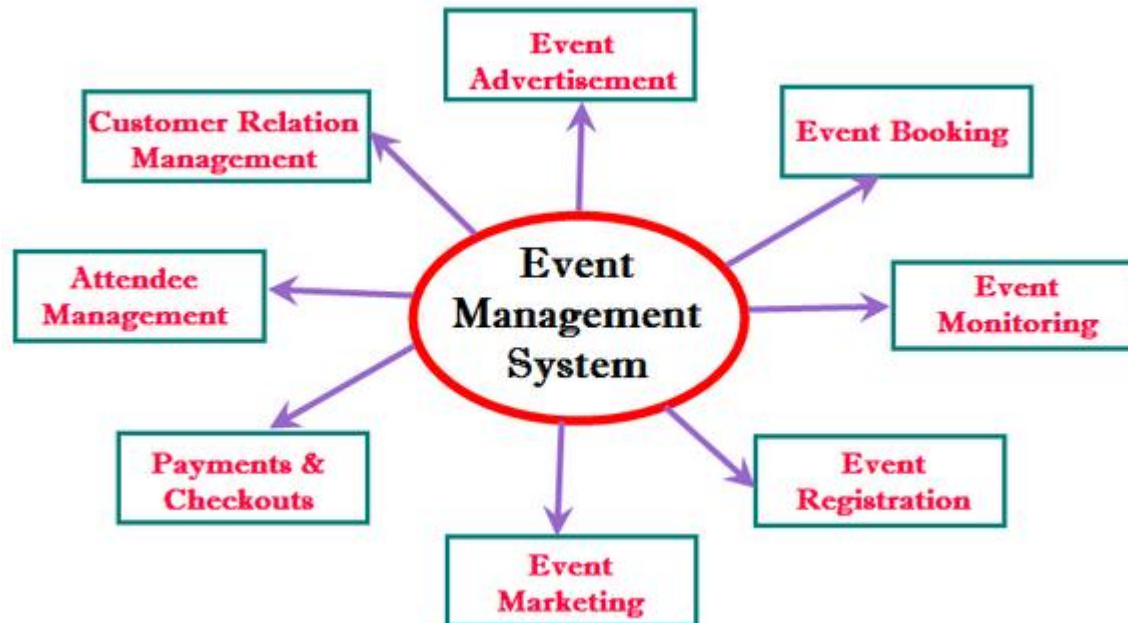 Event
Advertisement
Customer Relation
Management
Event Booking
Event
Management
System
Attendee
Management
Event
Monitoring
Payments &
Checkouts
Event
Registration
Event
Marketing